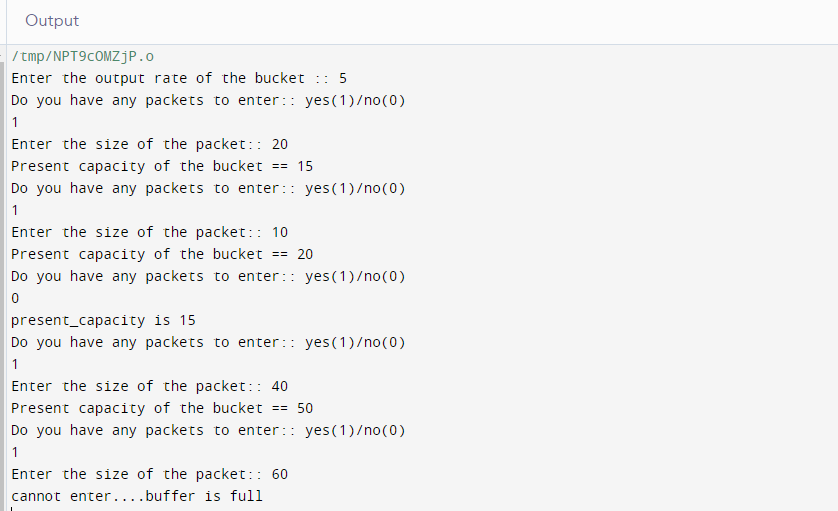 Output
/tmp/NPT9cOMZjP.o
Enter the output rate of the bucket :: 5
Do you have any packets to enter:: yes(1)/no(0)
1
Enter the size of the packet:: 20
Present capacity of the bucket == 15
Do you have any packets to enter:: yes(1)/no(0)
1
Enter the size of the packet:: 10
Present capacity of the bucket == 20
Do you have any packets to enter:: yes(1)/no(0)
0
present_capacity is 15
Do you have any packets to enter:: yes(1)/no(0)
1
Enter the size of the packet:: 40
Present capacity of the bucket == 50
Do you have any packets to enter:: yes(1)/no(0)
1
Enter the size of the packet:: 60
cannot enter....buffer is full